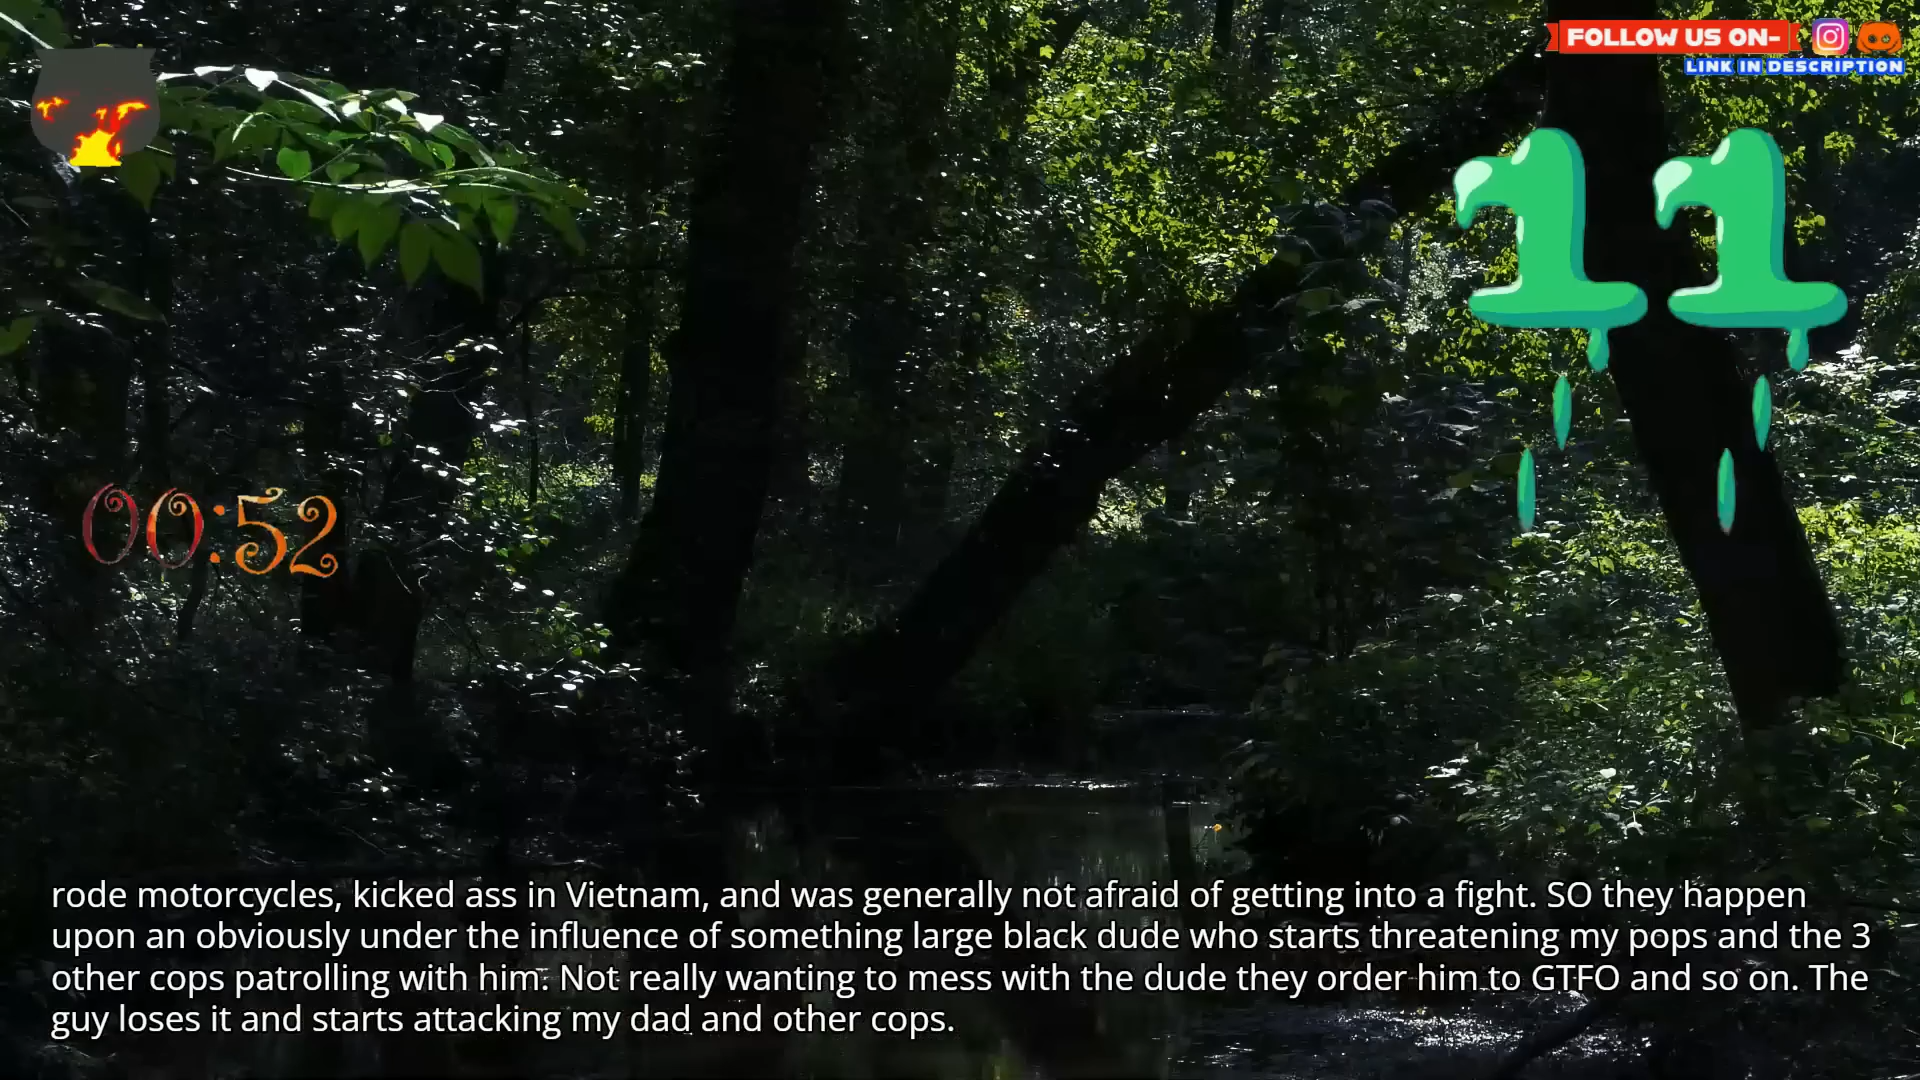 FOLLOW US ON-
LINK IN DESCRIPTION
11
00:52
rode motorcycles, kicked ass in Vietnam, and was generally not afraid of getting into a fight. SO they happen
upon an obviously under the influence of something large black dude who starts threatening my pops and the 3
other cops patrolling with him. Not really wanting to mess with the dude they order him to GTFO and so on. The
guy loses it and starts attacking my dad and other cops.